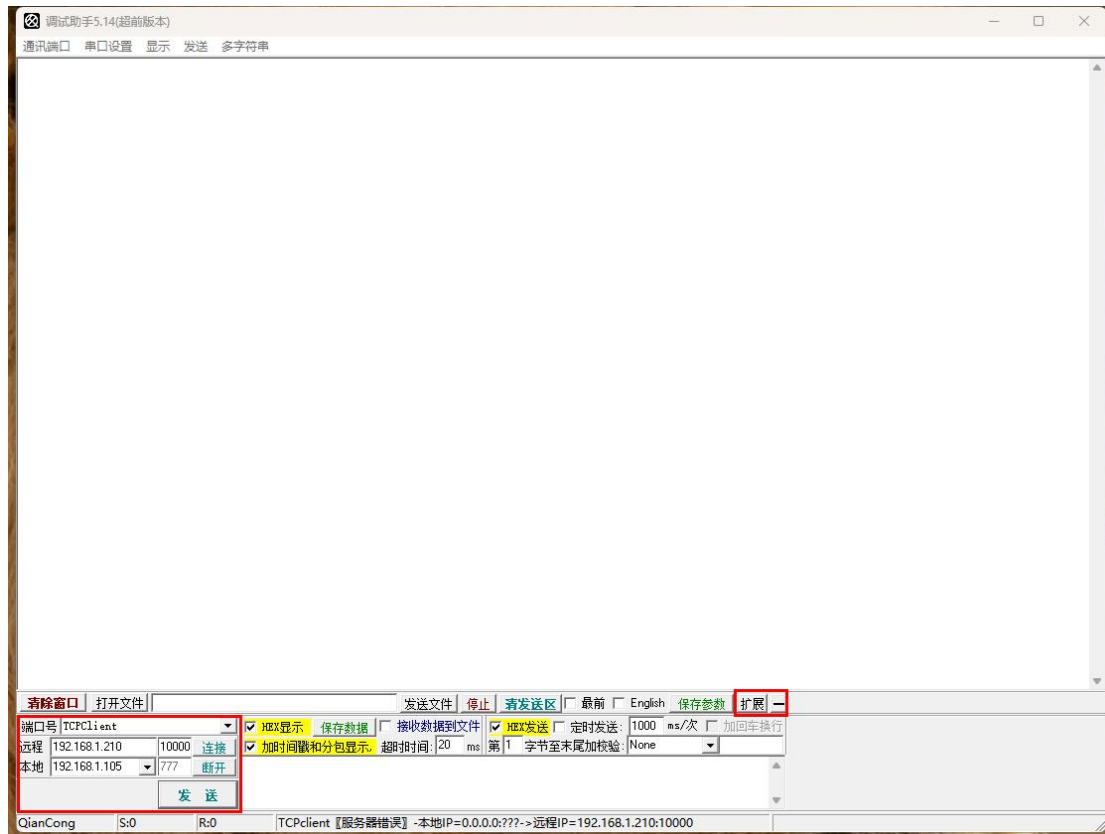 调试助手5.14(超前版本)
通讯端口 串口设置 显示 发送 多字符串
清除窗口 打开文件 发送文件 停止 清发送区 最前 English 保存参数 扩展 —
端口号 TCPClient HEX显示 保存数据 接收数据到文件 HEX发送 定时发送: 1000 ms/次 加回车换行
远程 192.168.1.210 10000 连接 加时间戳和分包显示, 超时时间: 20 ms 第 1 字节至末尾加校验: None
本地 192.168.1.105 777 断开
发 送
QianCong S:0 R:0 TCPclient〖服务器错误〗-本地IP=0.0.0.0:???->远程IP=192.168.1.210:10000